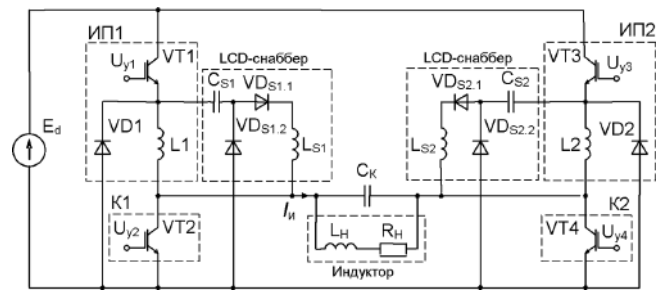 ИП1
ИП2
LCD-снаббер
LCD-снаббер
Uу1
VT1
CS1
VDS1.1
VDS2.1
CS2
VT3
Uу3
Ed
VD1
L1
VDS1.2
LS1
LS2
VDS2.2
L2
VD2
К1
Iи
CК
К2
Uу2
VT2
LН
RН
VT4
Uу4
Индуктор